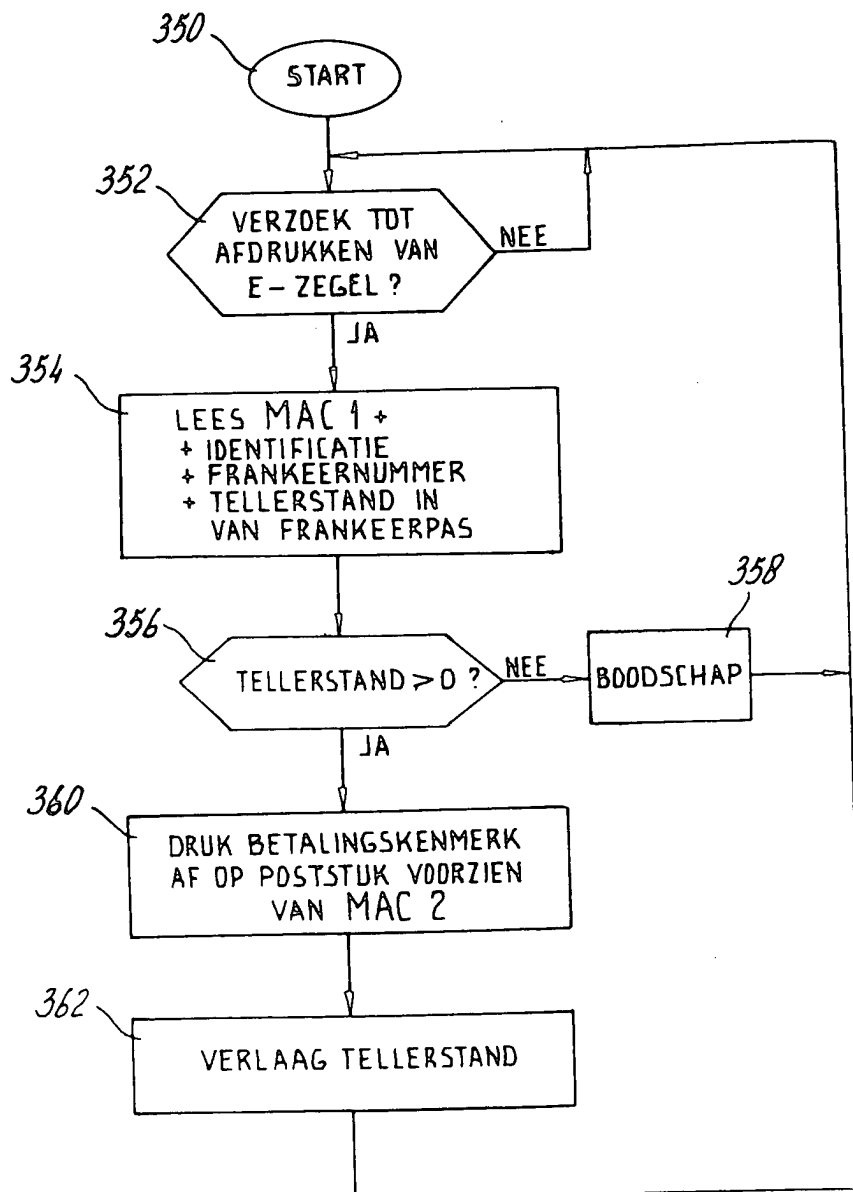 350
START
352
VERZOEK TOT
AFDRUKKEN VAN
E-ZEGEL?
NEE
JA
354
LEES MAC 1 +
+ IDENTIFICATIE
+ FRANKEERNUMMER
+ TELLERSTAND IN
VAN FRANKEERPAS
356
TELLERSTAND > 0 ?
NEE
358
BOODSCHAP
JA
360
DRUK BETALINGSKENMERK
AF OP POSTSTUK VOORZIEN
VAN MAC 2
362
VERLAAG TELLERSTAND